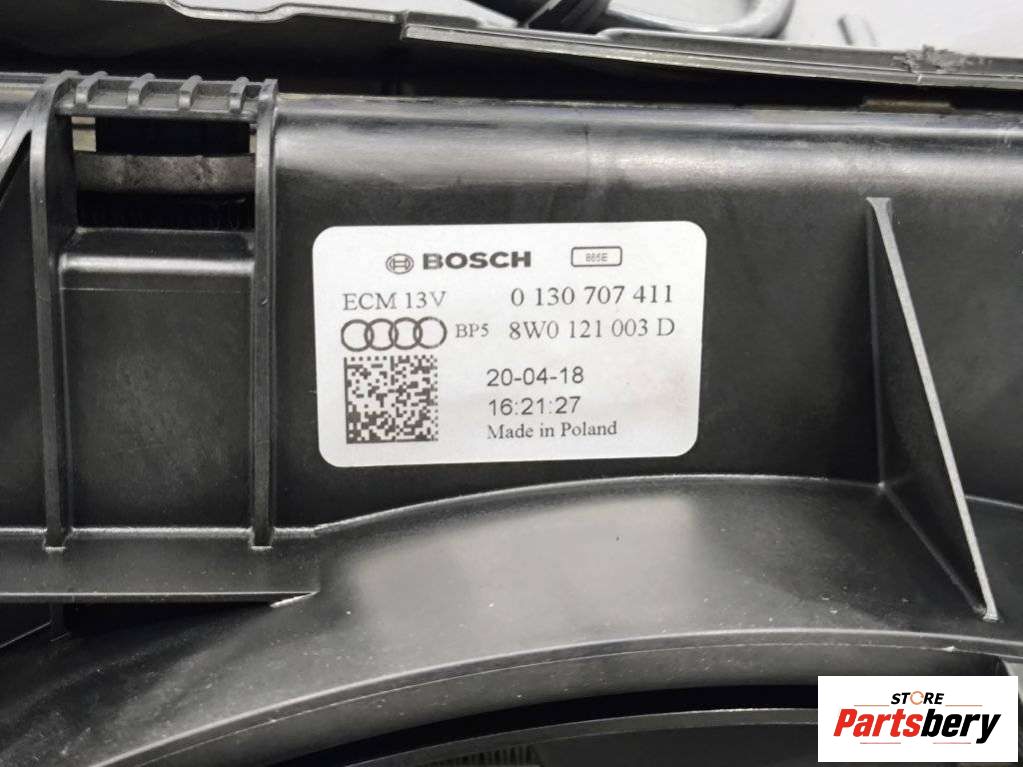 BOSCH 865E
ECM 13V 0 130 707 411
BP5 8W0 121 003 D
20-04-18
16:21:27
Made in Poland
STORE
Partsbery